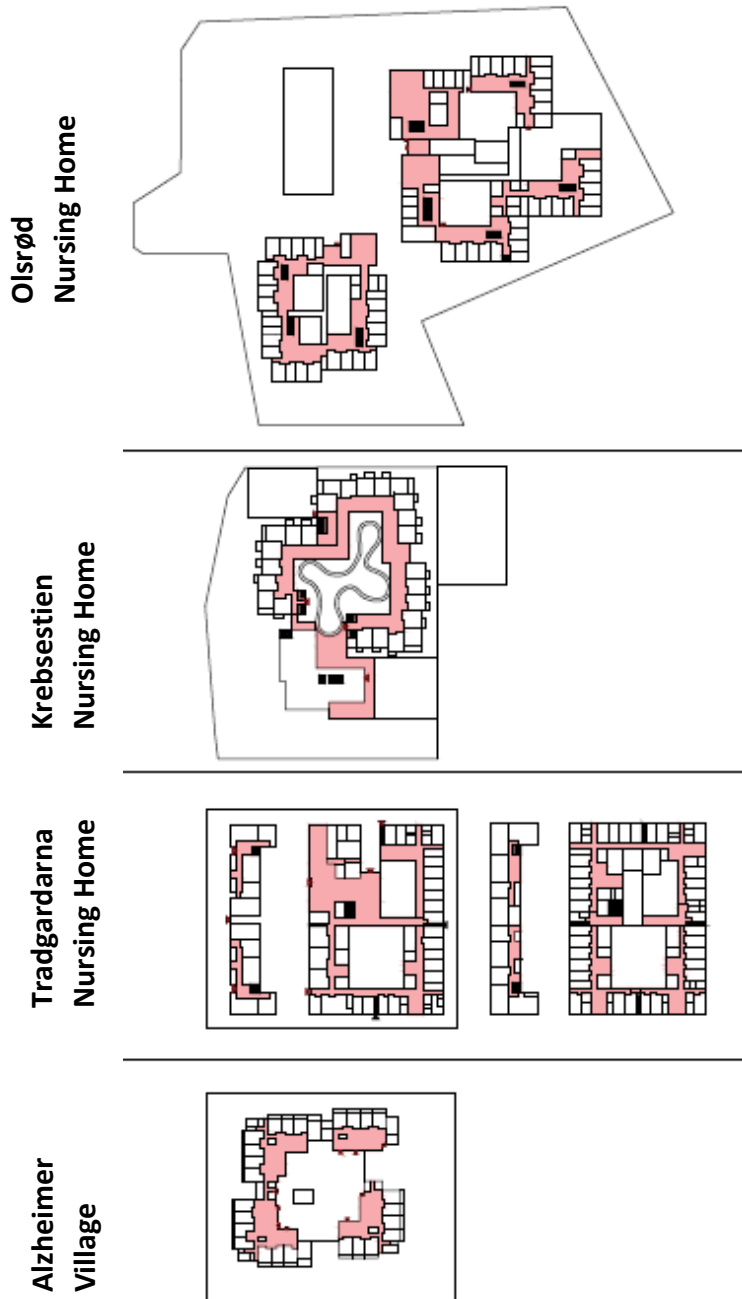 Olsrød
Nursing Home
Krebsestien
Nursing Home
Tradgardarna
Nursing Home
Alzheimer
Village